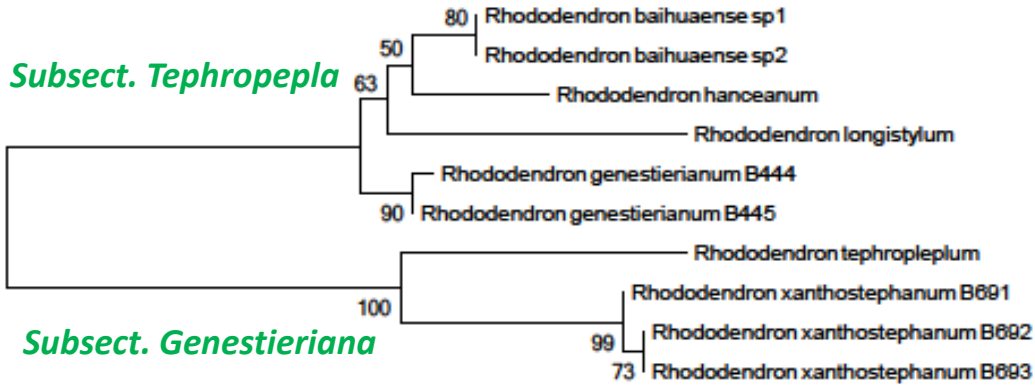 80
Rhododendron baihuaense sp1
50
Rhododendron baihuaense sp2
Subsect. Tephropepla
63
Rhododendron hanceanum
Rhododendron longistylum
Rhododendron genestierianum B444
90
Rhododendron genestierianum B445
Rhododendron tephropleplum
Rhododendron xanthostephanum B691
100
Subsect. Genestieriana
99
Rhododendron xanthostephanum B692
73
Rhododendron xanthostephanum B693